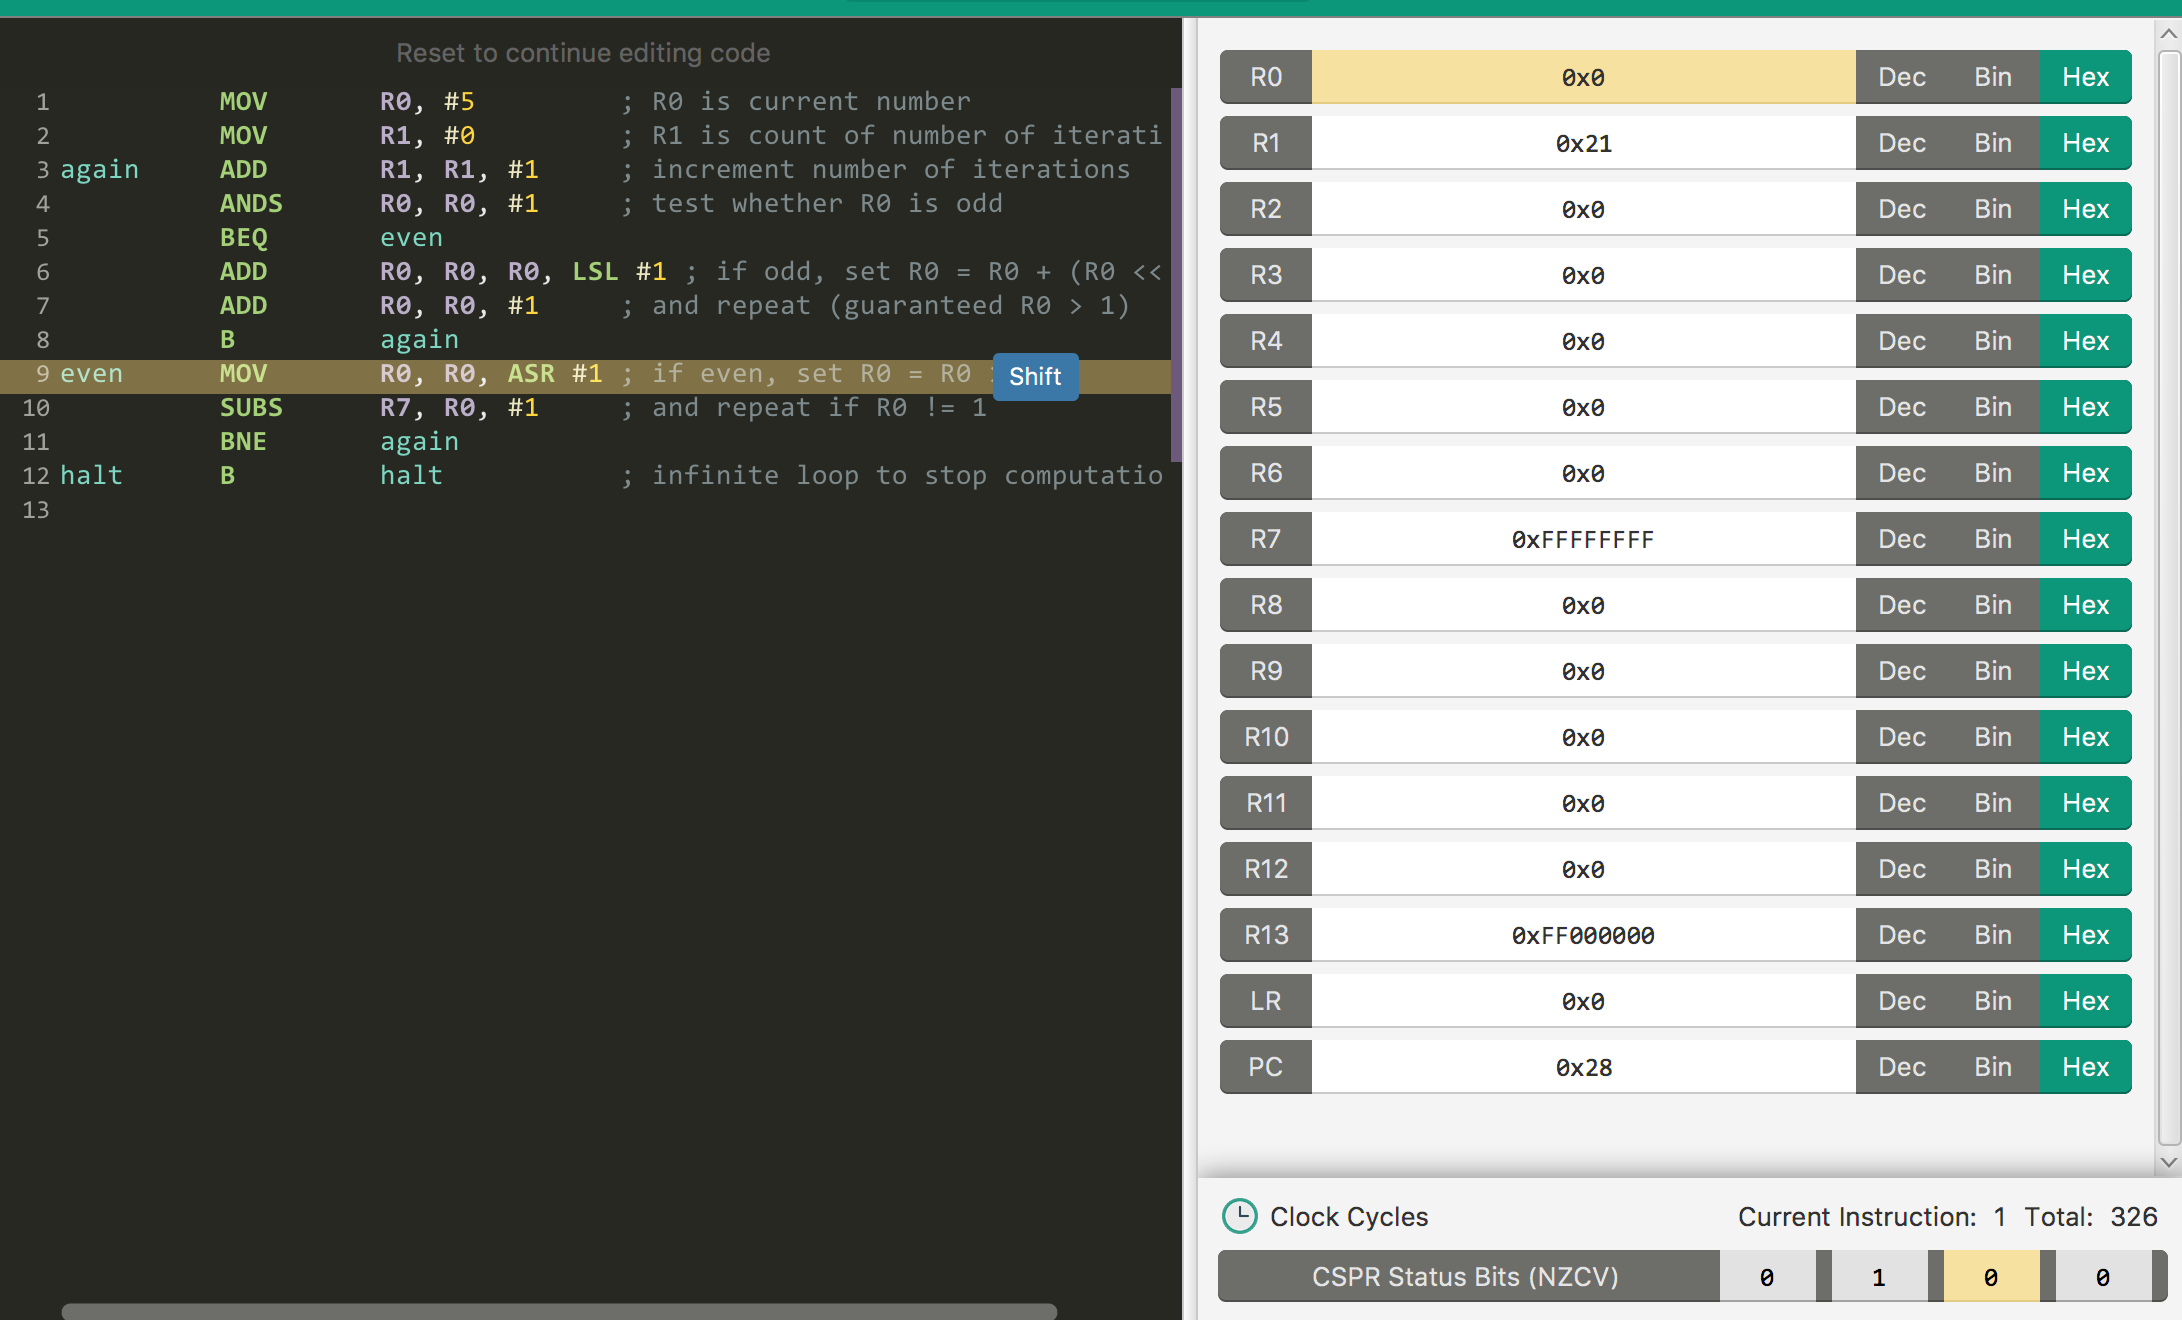 Reset to continue editing code
1 MOV R0, #5 ; R0 is current number
2 MOV R1, #0 ; R1 is count of number of iterati
3 again ADD R1, R1, #1 ; increment number of iterations
4 ANDS R0, R0, #1 ; test whether R0 is odd
5 BEQ even
6 ADD R0, R0, R0, LSL #1 ; if odd, set R0 = R0 + (R0 <<
7 ADD R0, R0, #1 ; and repeat (guaranteed R0 > 1)
8 B again
9 even MOV R0, R0, ASR #1 ; if even, set R0 = R0 Shift
10 SUBS R7, R0, #1 ; and repeat if R0 != 1
11 BNE again
12 halt B halt ; infinite loop to stop computatio
13
R0 0x0 Dec Bin Hex
R1 0x21 Dec Bin Hex
R2 0x0 Dec Bin Hex
R3 0x0 Dec Bin Hex
R4 0x0 Dec Bin Hex
R5 0x0 Dec Bin Hex
R6 0x0 Dec Bin Hex
R7 0xFFFFFFFF Dec Bin Hex
R8 0x0 Dec Bin Hex
R9 0x0 Dec Bin Hex
R10 0x0 Dec Bin Hex
R11 0x0 Dec Bin Hex
R12 0x0 Dec Bin Hex
R13 0xFF000000 Dec Bin Hex
LR 0x0 Dec Bin Hex
PC 0x28 Dec Bin Hex
Clock Cycles Current Instruction: 1 Total: 326
CSPR Status Bits (NZCV) 0 1 0 0